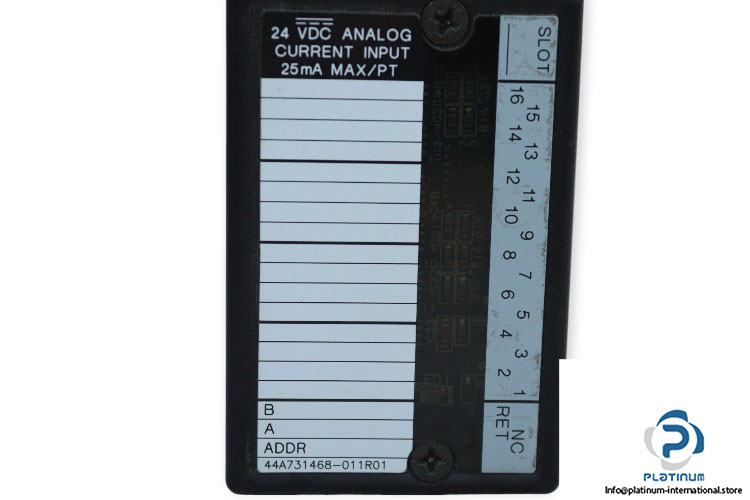 24 VDC ANALOG
CURRENT INPUT
25mA MAX/PT
B
A
ADDR
44A731468-011R01
SLOT
16 15
14 13
12 11
10 9
8 7
6 5
4 3
2 1
RET NC
LED1
PLATINUM
Info@platinum-international.store